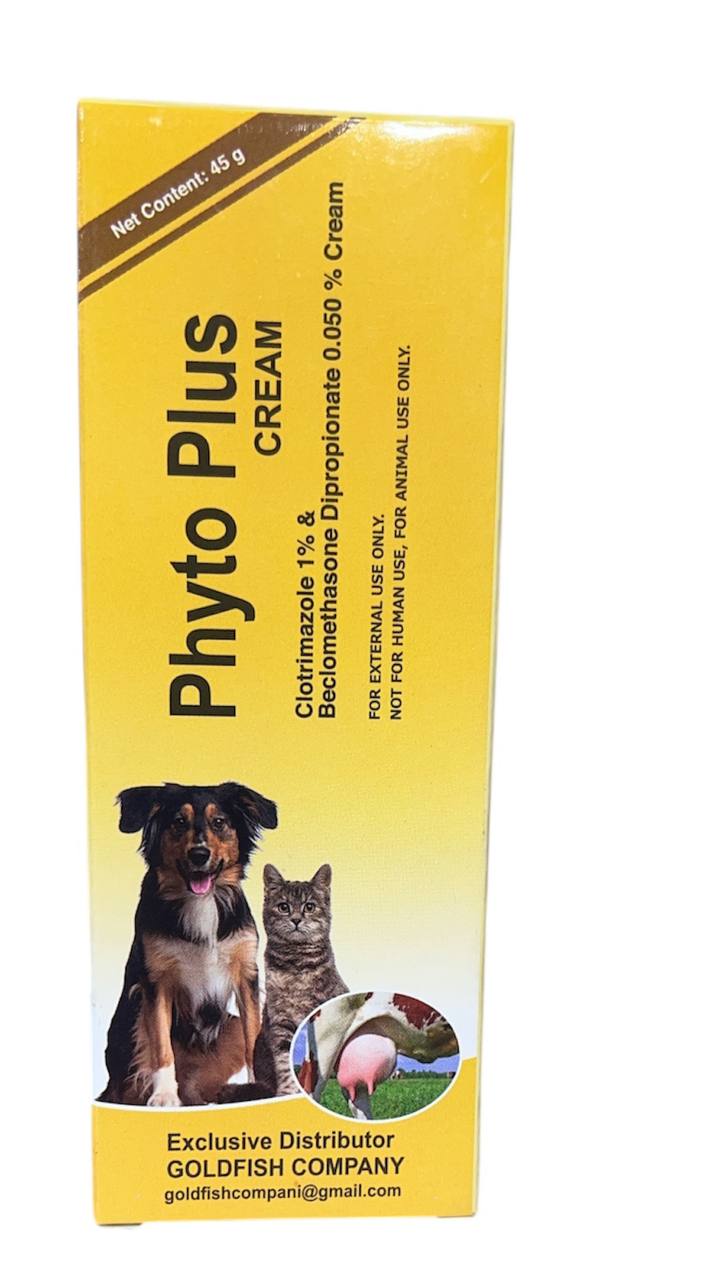 Net Content: 45 g
Phyto Plus
CREAM
Clotrimazole 1% &
Beclomethasone Dipropionate 0.050 % Cream
FOR EXTERNAL USE ONLY.
NOT FOR HUMAN USE, FOR ANIMAL USE ONLY.
Exclusive Distributor
GOLDFISH COMPANY
goldfishcompani@gmail.com